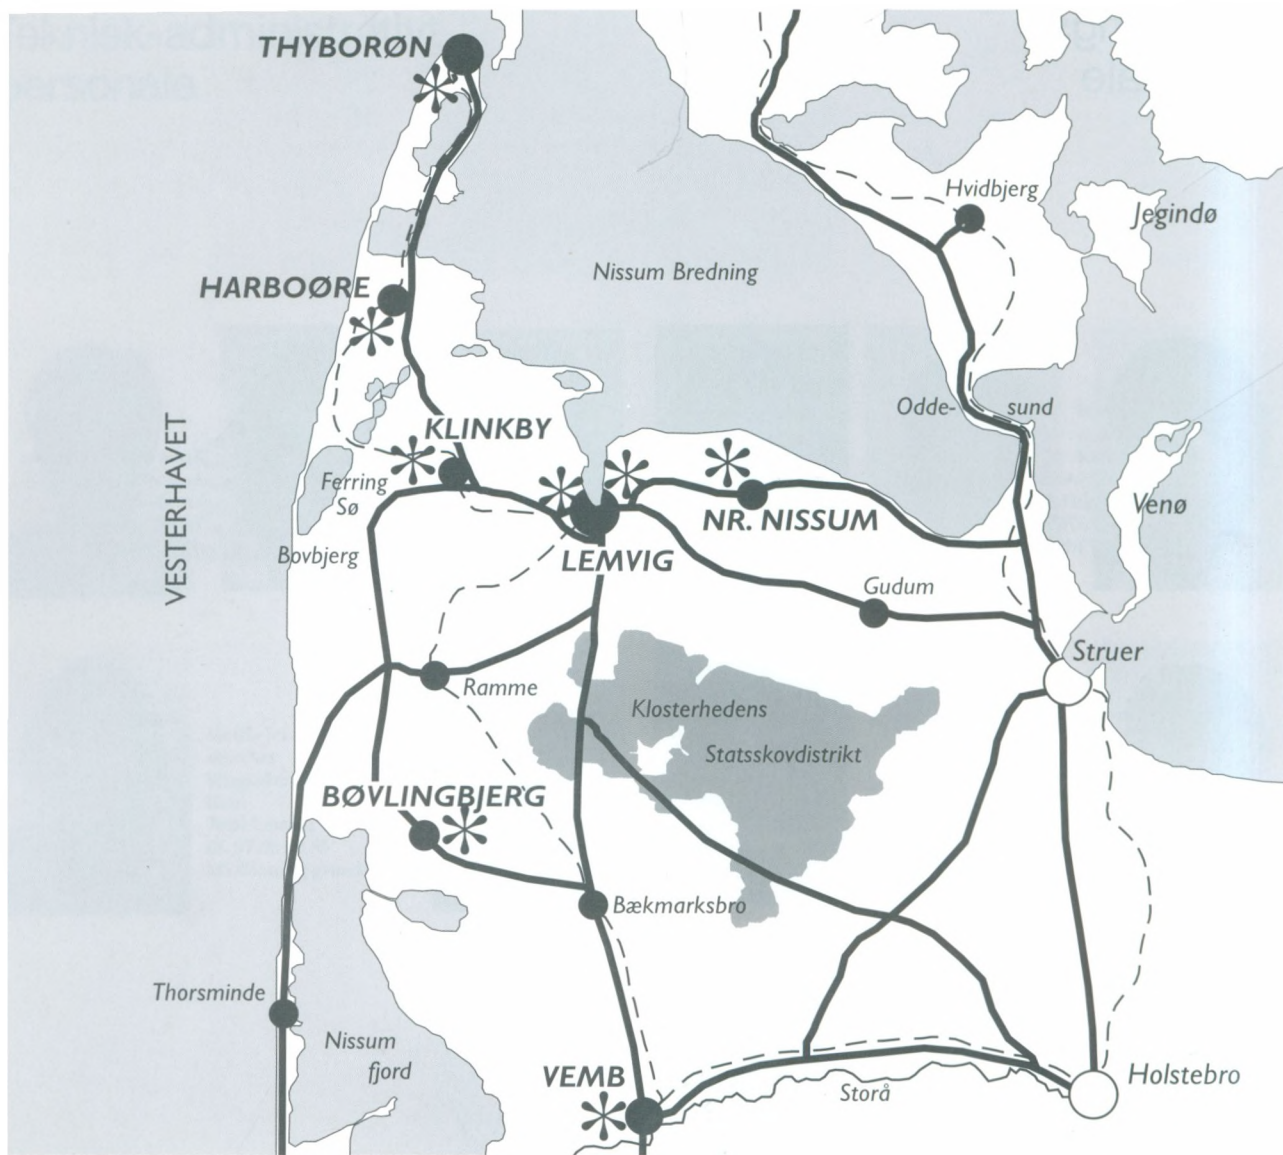 THYBORØN
Hvidbjerg
Jegindø
Nissum Bredning
HARBOØRE
Odde-
sund
VESTERHAVET
KLINKBY
Ferring
Sø
Venø
NR. NISSUM
Bovbjerg
LEMVIG
Gudum
Struer
Ramme
Klosterhedens
Statsskovdistrikt
BØVLINGBJERG
Bækmarksbro
Thorsminde
Nissum
fjord
VEMB
Storå
Holstebro